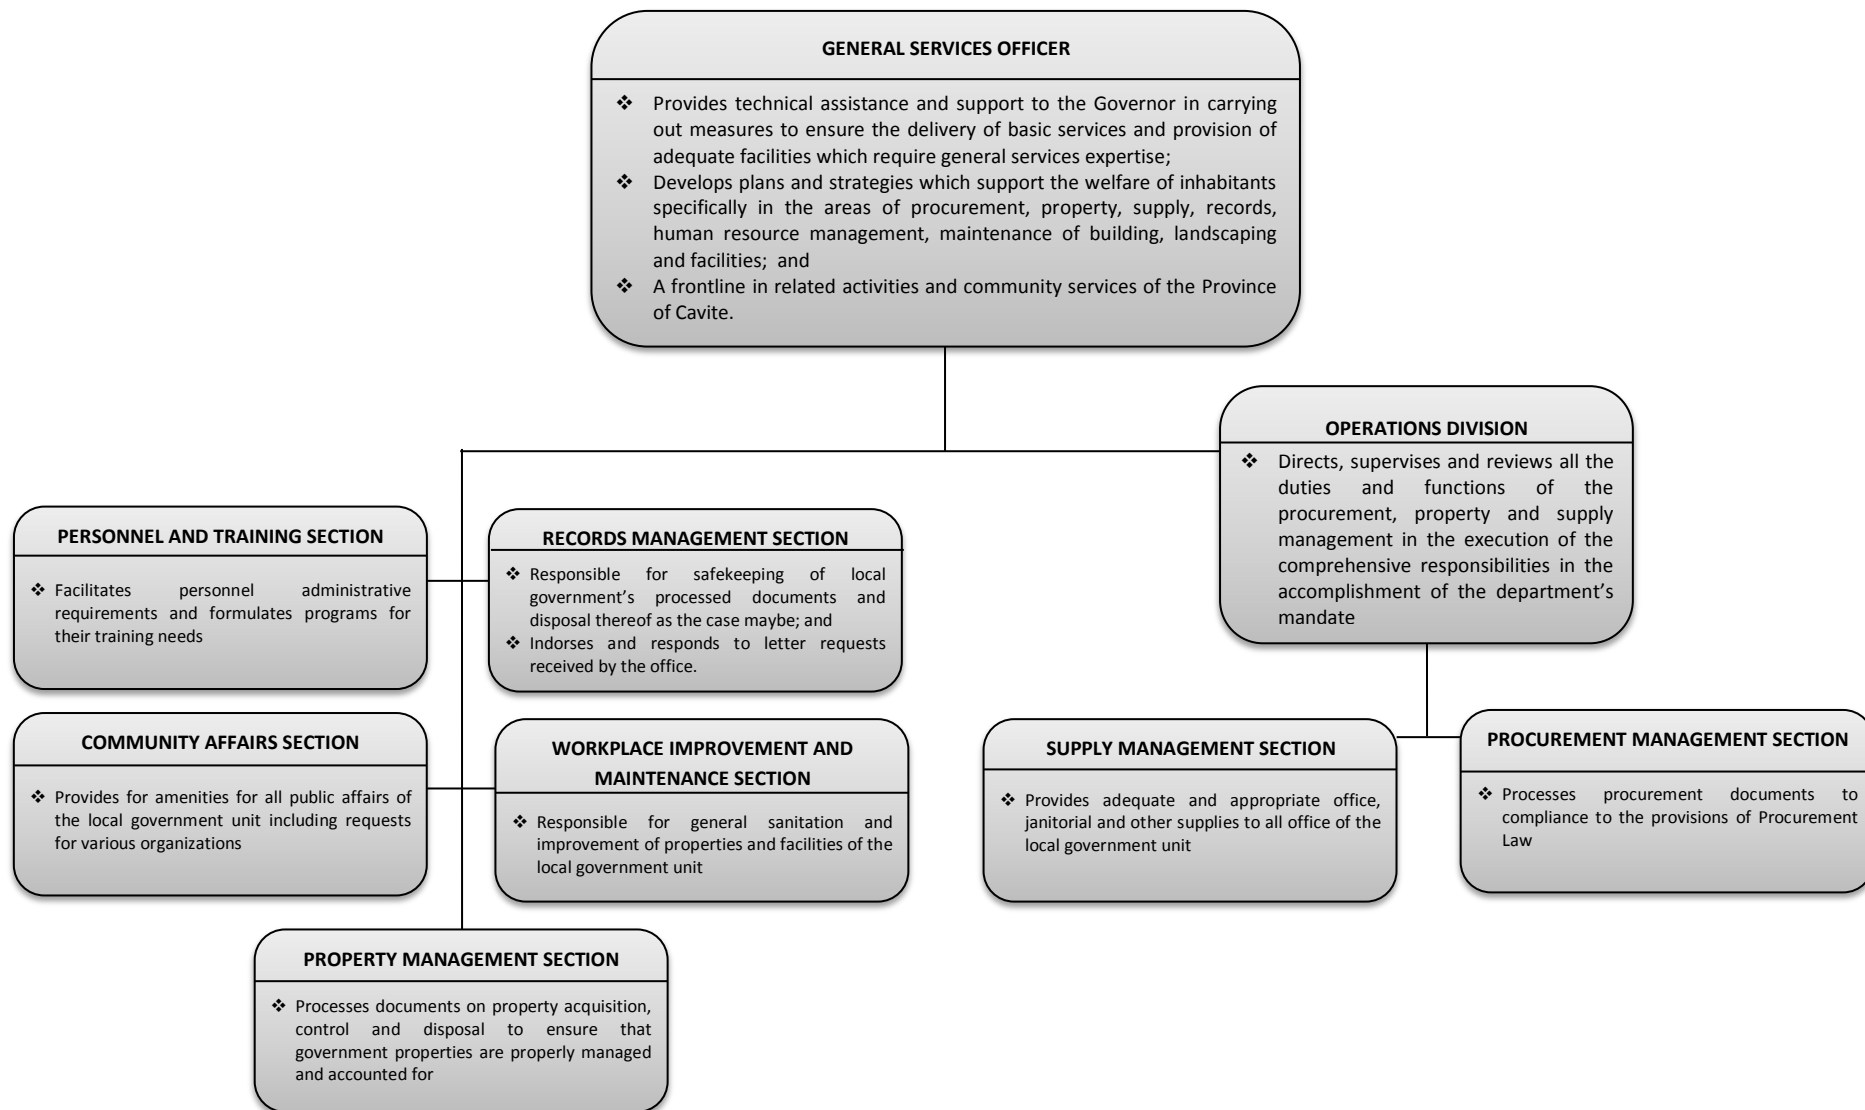 GENERAL SERVICES OFFICER
❖ Provides technical assistance and support to the Governor in carrying
out measures to ensure the delivery of basic services and provision of
adequate facilities which require general services expertise;
❖ Develops plans and strategies which support the welfare of inhabitants
specifically in the areas of procurement, property, supply, records,
human resource management, maintenance of building, landscaping
and facilities; and
❖ A frontline in related activities and community services of the Province
of Cavite.
OPERATIONS DIVISION
❖ Directs, supervises and reviews all the
duties and functions of the
procurement, property and supply
management in the execution of the
comprehensive responsibilities in the
accomplishment of the department’s
mandate
PERSONNEL AND TRAINING SECTION
❖ Facilitates personnel administrative
requirements and formulates programs for
their training needs
RECORDS MANAGEMENT SECTION
❖ Responsible for safekeeping of local
government’s processed documents and
disposal thereof as the case maybe; and
❖ Indorses and responds to letter requests
received by the office.
COMMUNITY AFFAIRS SECTION
❖ Provides for amenities for all public affairs of
the local government unit including requests
for various organizations
WORKPLACE IMPROVEMENT AND
MAINTENANCE SECTION
❖ Responsible for general sanitation and
improvement of properties and facilities of the
local government unit
SUPPLY MANAGEMENT SECTION
❖ Provides adequate and appropriate office,
janitorial and other supplies to all office of the
local government unit
PROCUREMENT MANAGEMENT SECTION
❖ Processes procurement documents to
compliance to the provisions of Procurement
Law
PROPERTY MANAGEMENT SECTION
❖ Processes documents on property acquisition,
control and disposal to ensure that
government properties are properly managed
and accounted for